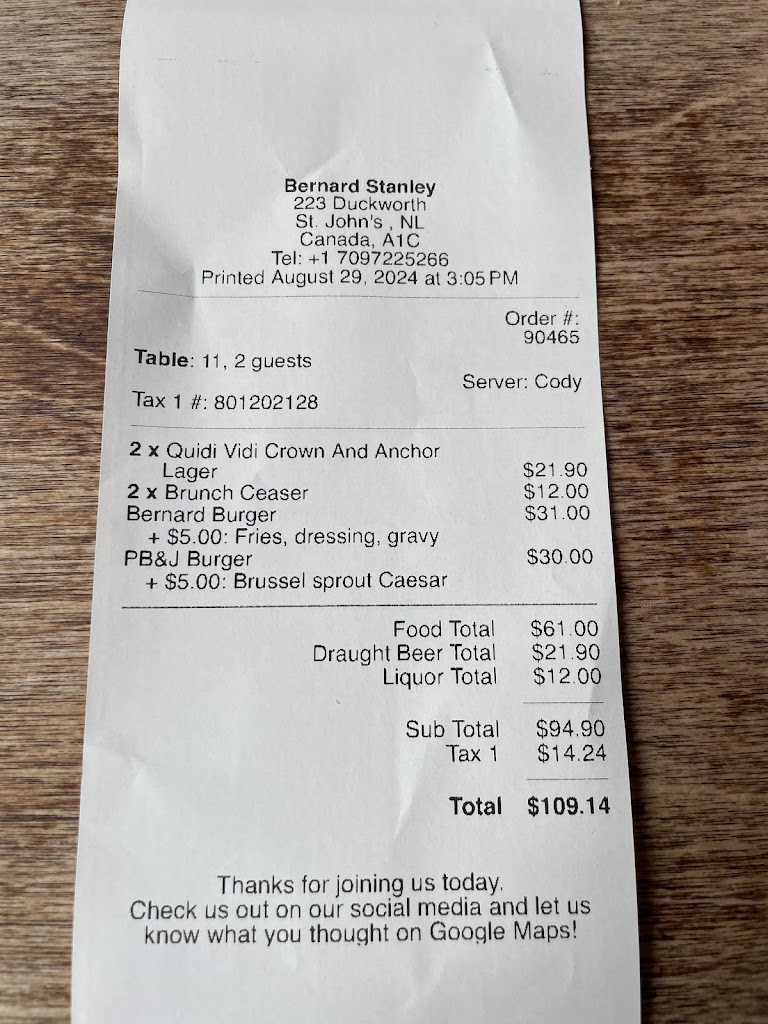 Bernard Stanley
223 Duckworth
St. John's , NL
Canada, A1C
Tel: +1 7097225266
Printed August 29, 2024 at 3:05 PM
Order #:
90465
Table: 11, 2 guests
Server: Cody
Tax 1 #: 801202128
2 x Quidi Vidi Crown And Anchor
Lager $21.90
2 x Brunch Ceaser $12.00
Bernard Burger $31.00
+ $5.00: Fries, dressing, gravy
PB&J Burger $30.00
+ $5.00: Brussel sprout Caesar
Food Total $61.00
Draught Beer Total $21.90
Liquor Total $12.00
Sub Total $94.90
Tax 1 $14.24
Total $109.14
Thanks for joining us today.
Check us out on our social media and let us
know what you thought on Google Maps!